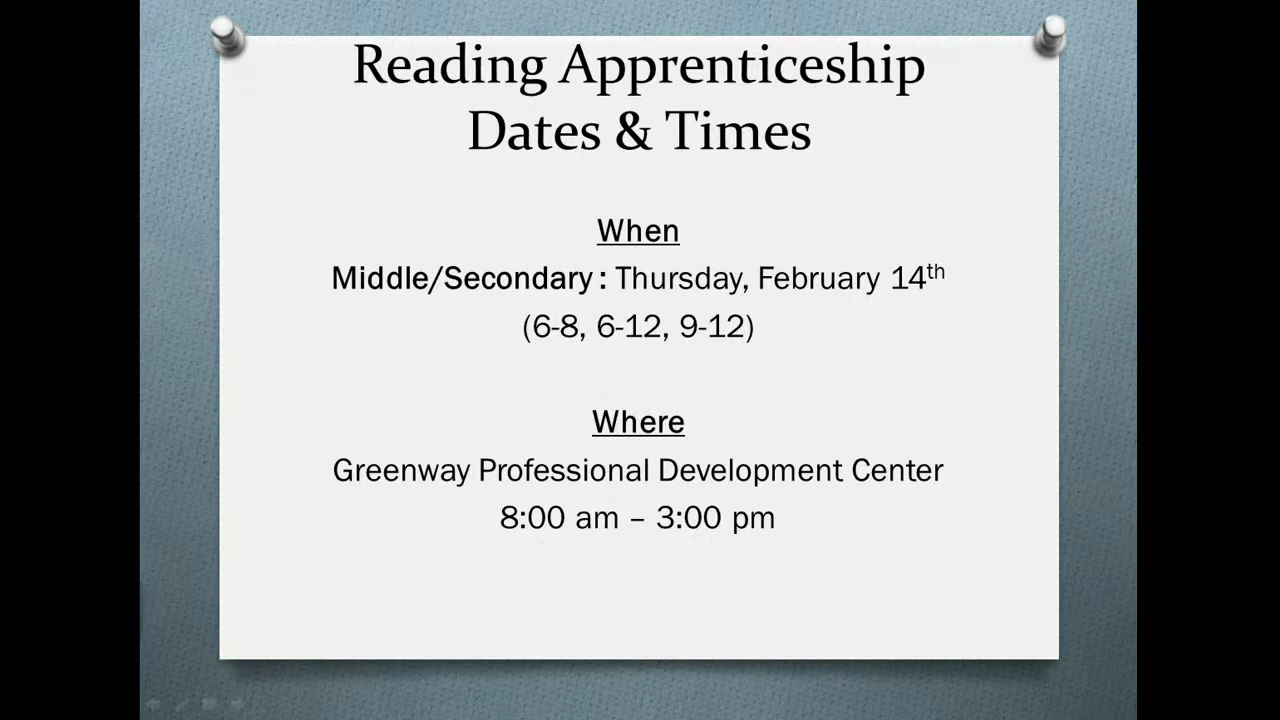 Reading Apprenticeship
Dates & Times
When
Middle/Secondary : Thursday, February 14th
(6-8, 6-12, 9-12)
Where
Greenway Professional Development Center
8:00 am – 3:00 pm